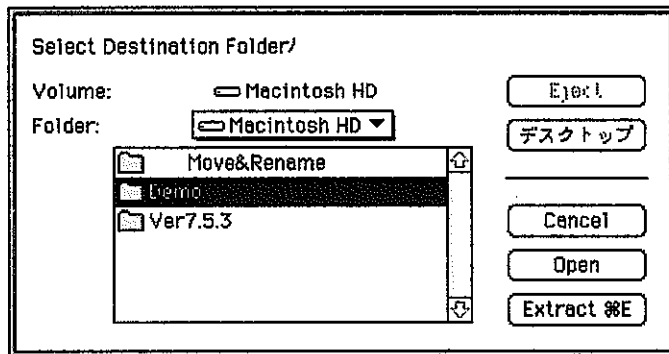 Select Destination Folder/
Volume: Macintosh HD
Eject
Folder: Macintosh HD
デスクトップ
Move&Rename
Demo
Ver7.5.3
Cancel
Open
Extract ⌘E